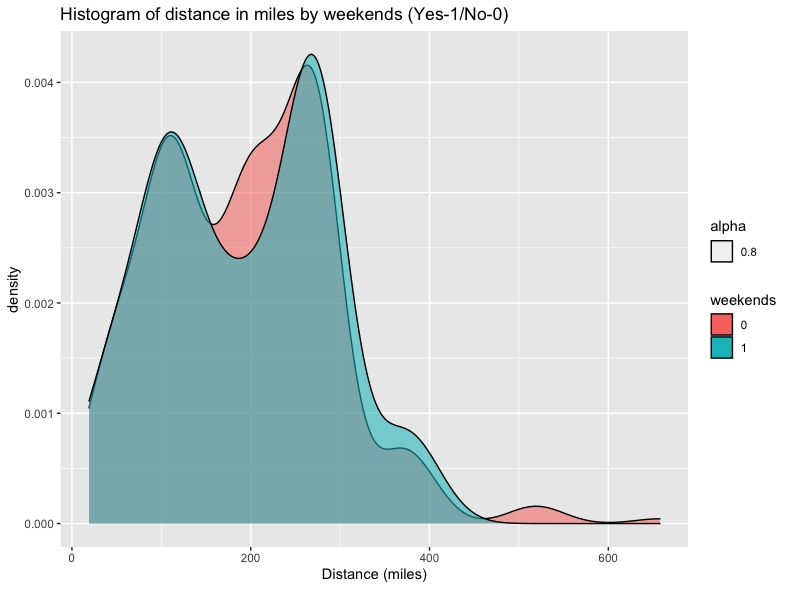 Histogram of distance in miles by weekends (Yes-1/No-0)
density
0.004
0.003
0.002
0.001
0.000
0
200
400
600
Distance (miles)
alpha
0.8
weekends
0
1